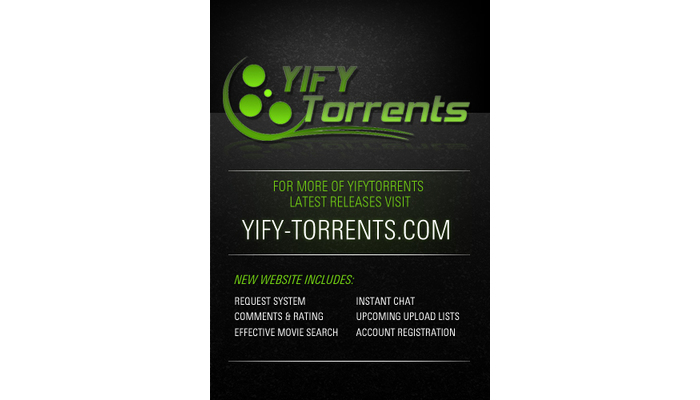 YIFY
Torrents
FOR MORE OF YIFYTORRENTS
LATEST RELEASES VISIT
YIFY-TORRENTS.COM
NEW WEBSITE INCLUDES:
REQUEST SYSTEM
COMMENTS & RATING
EFFECTIVE MOVIE SEARCH
INSTANT CHAT
UPCOMING UPLOAD LISTS
ACCOUNT REGISTRATION